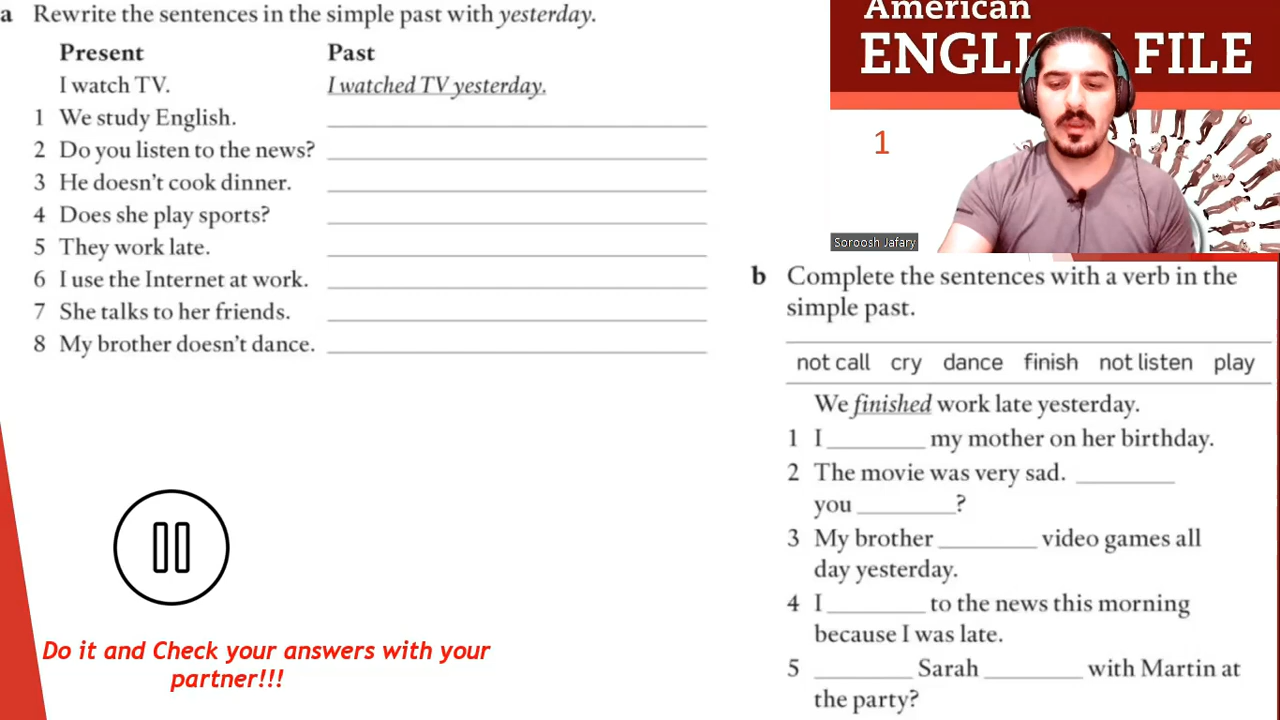 a Rewrite the sentences in the simple past with yesterday.
Present Past
I watch TV. I watched TV yesterday.
1 We study English.
2 Do you listen to the news?
3 He doesn't cook dinner.
4 Does she play sports?
5 They work late.
6 I use the Internet at work.
7 She talks to her friends.
8 My brother doesn't dance.
Do it and Check your answers with your
partner!!!
American
ENGLISH FILE
1
Soroosh Jafary
b Complete the sentences with a verb in the
simple past.
not call cry dance finish not listen play
We finished work late yesterday.
1 I ________ my mother on her birthday.
2 The movie was very sad. ________
you ________?
3 My brother ________ video games all
day yesterday.
4 I ________ to the news this morning
because I was late.
5 ________ Sarah ________ with Martin at
the party?